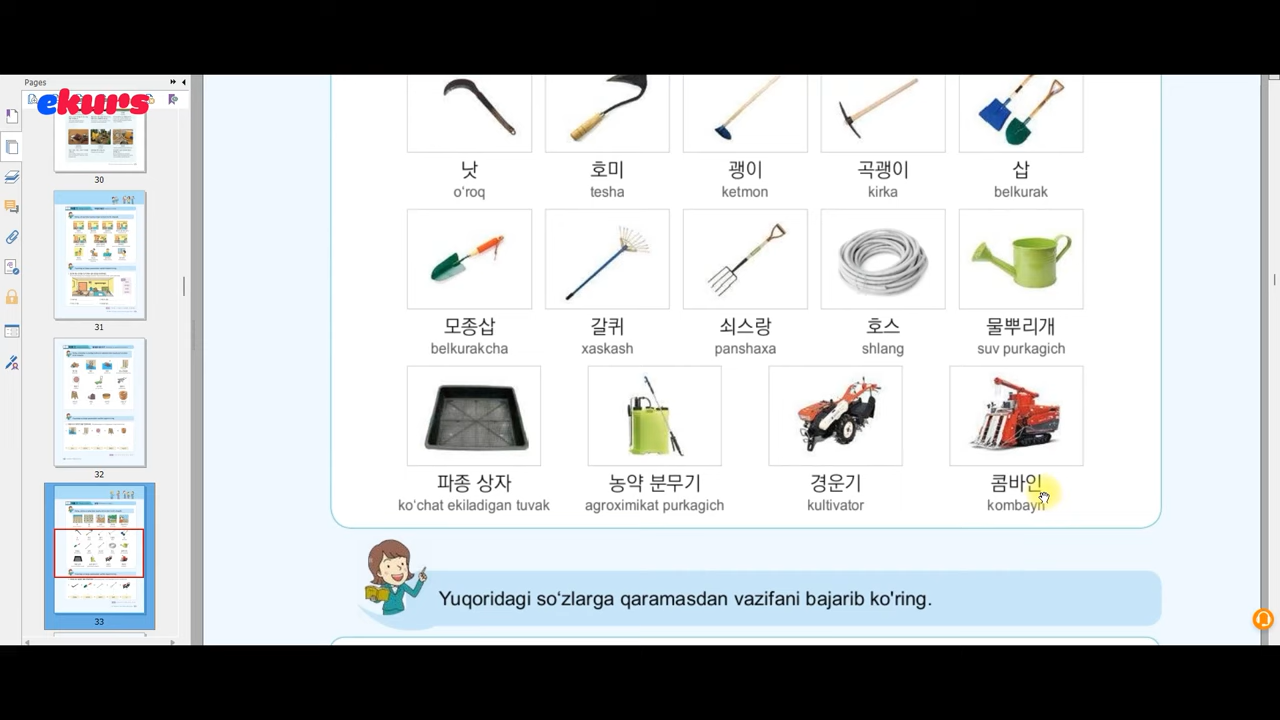 Pages
ekurs
30
31
32
33
낫 호미 괭이 곡괭이 삽
o‘roq tesha ketmon kirka belkurak
모종삽 갈퀴 쇠스랑 호스 물뿌리개
belkurakcha xaskash panshaxa shlang suv purkagich
파종 상자 농약 분무기 경운기 콤바인
ko‘chat ekiladigan tuvak agroximikat purkagich kultivator kombayn
Yuqoridagi so‘zlarga qaramasdan vazifani bajarib ko'ring.